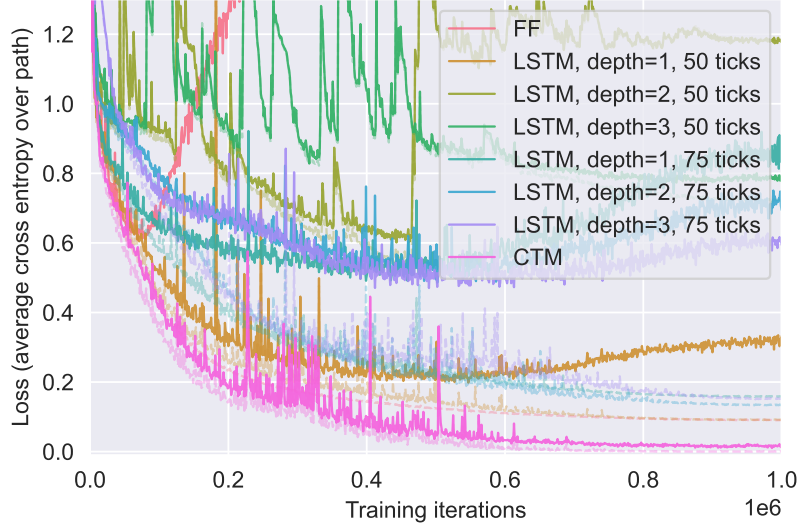 Loss (average cross entropy over path)
1.2
1.0
0.8
0.6
0.4
0.2
0.0
FF
LSTM, depth=1, 50 ticks
LSTM, depth=2, 50 ticks
LSTM, depth=3, 50 ticks
LSTM, depth=1, 75 ticks
LSTM, depth=2, 75 ticks
LSTM, depth=3, 75 ticks
CTM
0.0 0.2 0.4 0.6 0.8 1.0
Training iterations
1e6